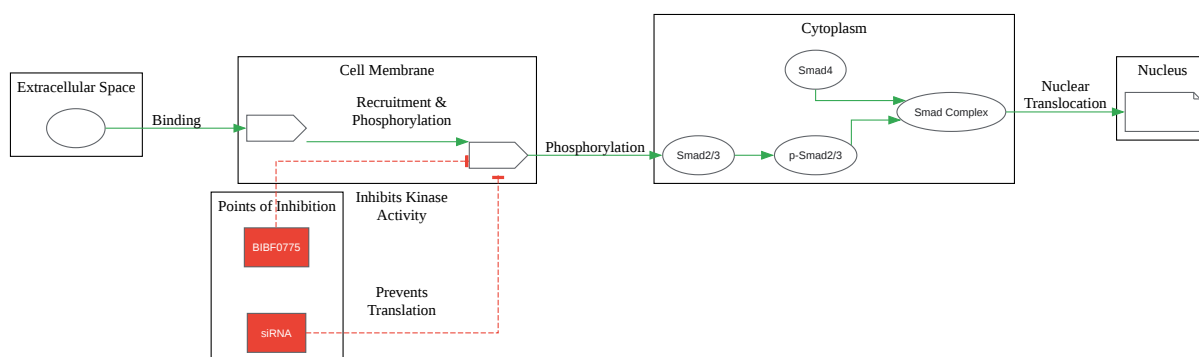 Cytoplasm
Smad4
Cell Membrane
Nucleus
Extracellular Space
Recruitment &
Phosphorylation
Nuclear
Translocation
Binding
Smad Complex
Phosphorylation
Smad2/3
p-Smad2/3
Points of Inhibition
Inhibits Kinase
Activity
BIBF0775
Prevents
Translation
siRNA